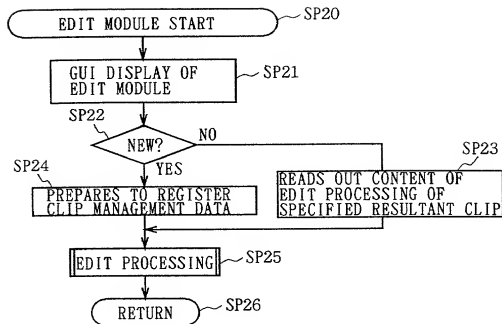 EDIT MODULE START
SP20
GUI DISPLAY OF
EDIT MODULE
SP21
SP22
NEW?
NO
YES
SP23
READS OUT CONTENT OF
EDIT PROCESSING OF
SPECIFIED RESULTANT CLIP
SP24
PREPARES TO REGISTER
CLIP MANAGEMENT DATA
EDIT PROCESSING
SP25
RETURN
SP26